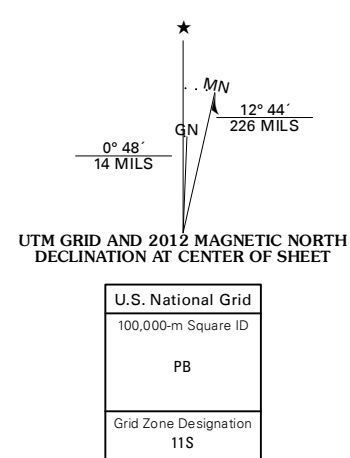 ★
MN
12° 44´
226 MILS
GN
0° 48´
14 MILS
UTM GRID AND 2012 MAGNETIC NORTH
DECLINATION AT CENTER OF SHEET
U.S. National Grid
100,000-m Square ID
PB
Grid Zone Designation
11S